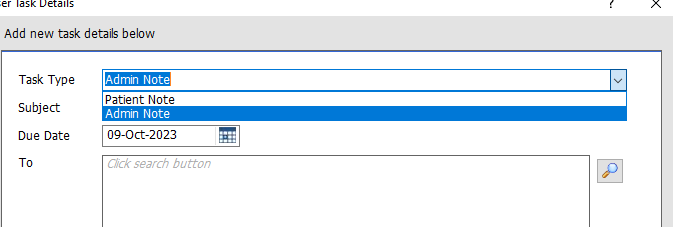 ser Task Details
?
Add new task details below
Task Type Admin Note
Patient Note
Subject Admin Note
Due Date 09-Oct-2023
To Click search button